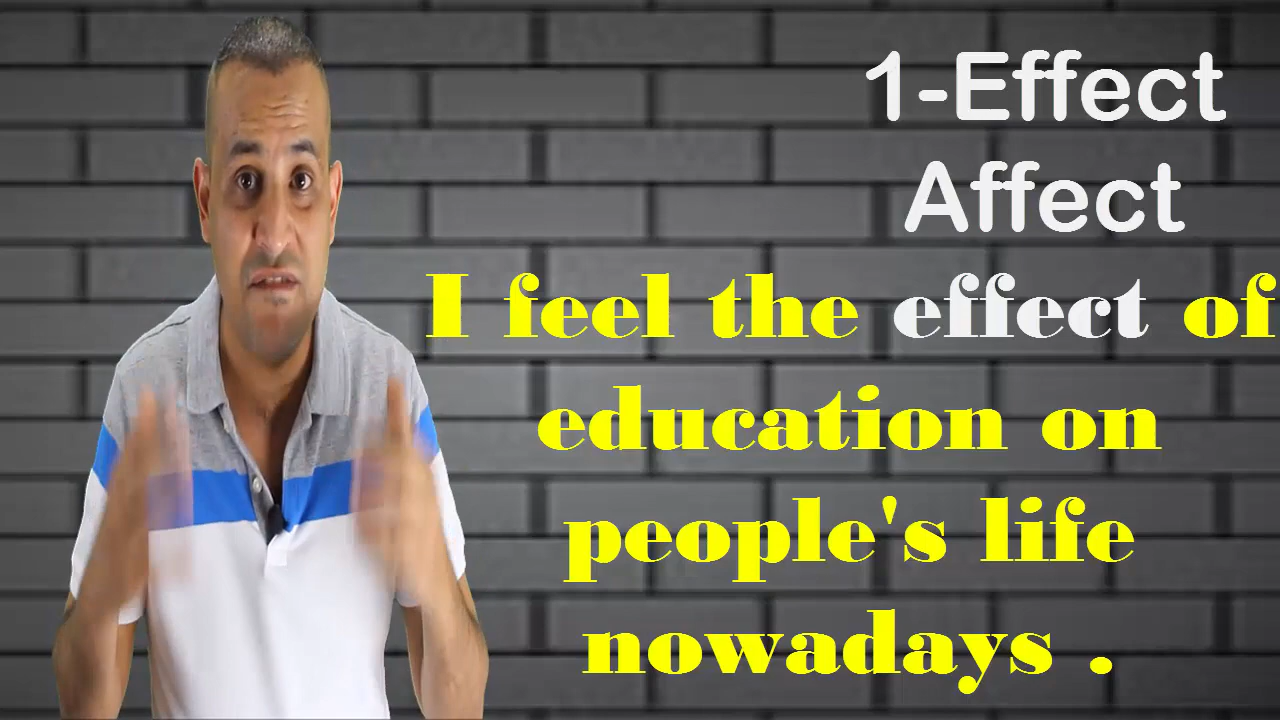 1-Effect
Affect
I feel the effect of
education on
people's life
nowadays .